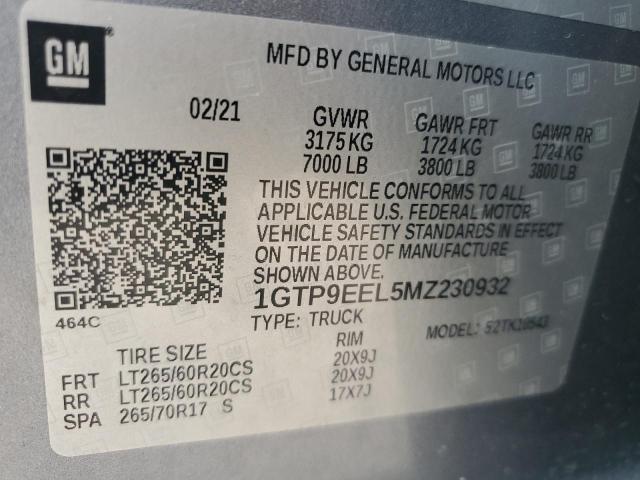 GM
MFD BY GENERAL MOTORS LLC
02/21 GVWR GAWR FRT GAWR RR
3175 KG 1724 KG 1724 KG
7000 LB 3800 LB 3800 LB
THIS VEHICLE CONFORMS TO ALL
APPLICABLE U.S. FEDERAL MOTOR
VEHICLE SAFETY STANDARDS IN EFFECT
ON THE DATE OF MANUFACTURE
SHOWN ABOVE.
464C
1GTP9EEL5MZ230932
TYPE: TRUCK MODEL:
TIRE SIZE RIM
FRT LT265/60R20CS 20X9J
RR LT265/60R20CS 20X9J
SPA 265/70R17 S 17X7J